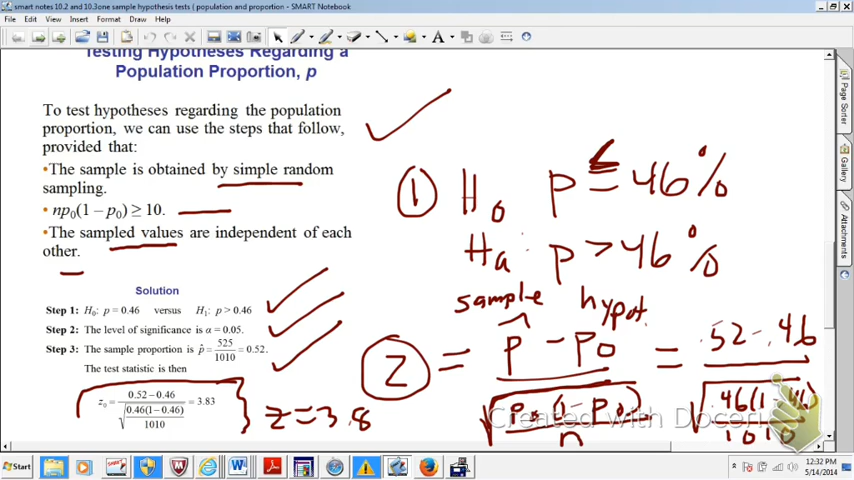 smart notes 10.2 and 10.3one sample hypothesis tests ( population and proportion - SMART Notebook
File Edit View Insert Format Draw Help
Testing Hypotheses Regarding a
Population Proportion, p
To test hypotheses regarding the population
proportion, we can use the steps that follow,
provided that:
•The sample is obtained by simple random
sampling.
•np₀(1 – p₀) ≥ 10.
•The sampled values are independent of each
other.
Solution
Step 1: H₀: p = 0.46 versus H₁: p > 0.46
Step 2: The level of significance is α = 0.05.
Step 3: The sample proportion is p̂ = 525/1010 = 0.52.
The test statistic is then
z₀ = (0.52 – 0.46)/√(0.46(1 – 0.46)/1010) = 3.83
z = 3.8
① H₀ p ≤ 46%
Hₐ: p > 46%
sample hypot.
Z = (p̂ - p₀)/√(p₀(1 - p₀)/n) = (.52 - .46)/√(.46(1 - .46)/1010)
Page Sorter
Gallery
Properties
Start
12:32 PM
5/14/2014